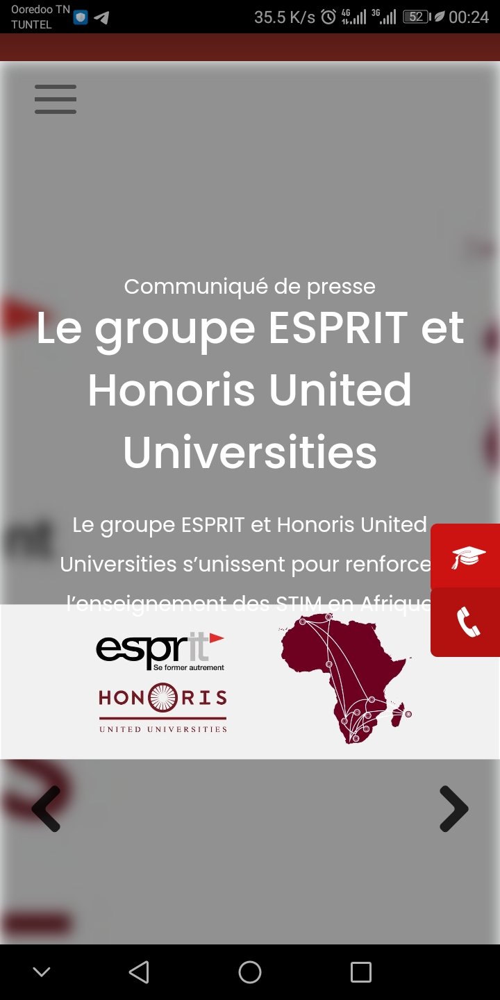 Ooredoo TN
TUNTEL
35.5 K/s
4G
3G
52
00:24
Communiqué de presse
Le groupe ESPRIT et
Honoris United
Universities
Le groupe ESPRIT et Honoris United
Universities s’unissent pour renforce
l’enseignement des STIM en Afrique
esprit
Se former autrement
HONORIS
UNITED UNIVERSITIES
nt